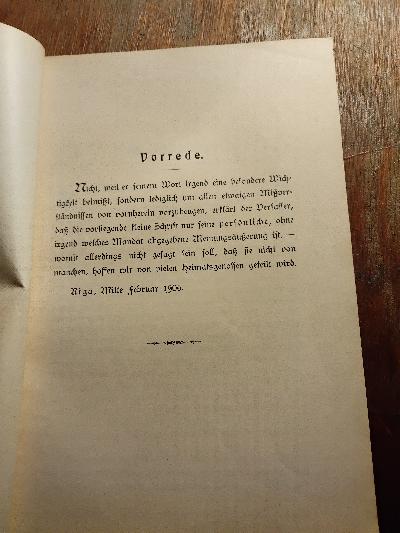 Vorrede.
Nicht, weil er seinem Wort irgend eine besondere Wich-
tigkeit beimißt, sondern lediglich um allen etwaigen Mißver-
ständnissen von vornherein vorzubeugen, erklärt der Verfasser,
daß die vorliegende kleine Schrift nur seine persönliche, ohne
irgend welches Mandat abgegebene Meinungsäußerung ist, —
womit allerdings nicht gesagt sein soll, daß sie nicht von
manchen, hoffen wir von vielen Heimatsgenossen geteilt wird.
Riga, Mitte Februar 1906.